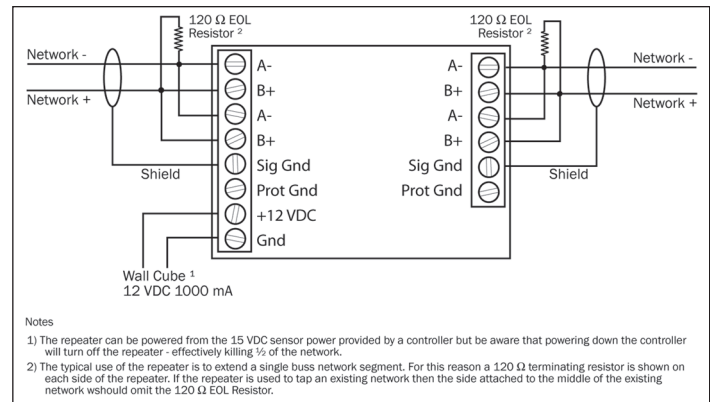 120 Ω EOL
Resistor ²
120 Ω EOL
Resistor ²
Network -
Network +
Network -
Network +
A-
B+
A-
B+
Sig Gnd
Prot Gnd
+12 VDC
Gnd
A-
B+
A-
B+
Sig Gnd
Prot Gnd
Shield
Shield
Wall Cube ¹
12 VDC 1000 mA
Notes
1) The repeater can be powered from the 15 VDC sensor power provided by a controller but be aware that powering down the controller
will turn off the repeater - effectively killing ½ of the network.
2) The typical use of the repeater is to extend a single buss network segment. For this reason a 120 Ω terminating resistor is shown on
each side of the repeater. If the repeater is used to tap an existing network then the side attached to the middle of the existing
network wshould omit the 120 Ω EOL Resistor.